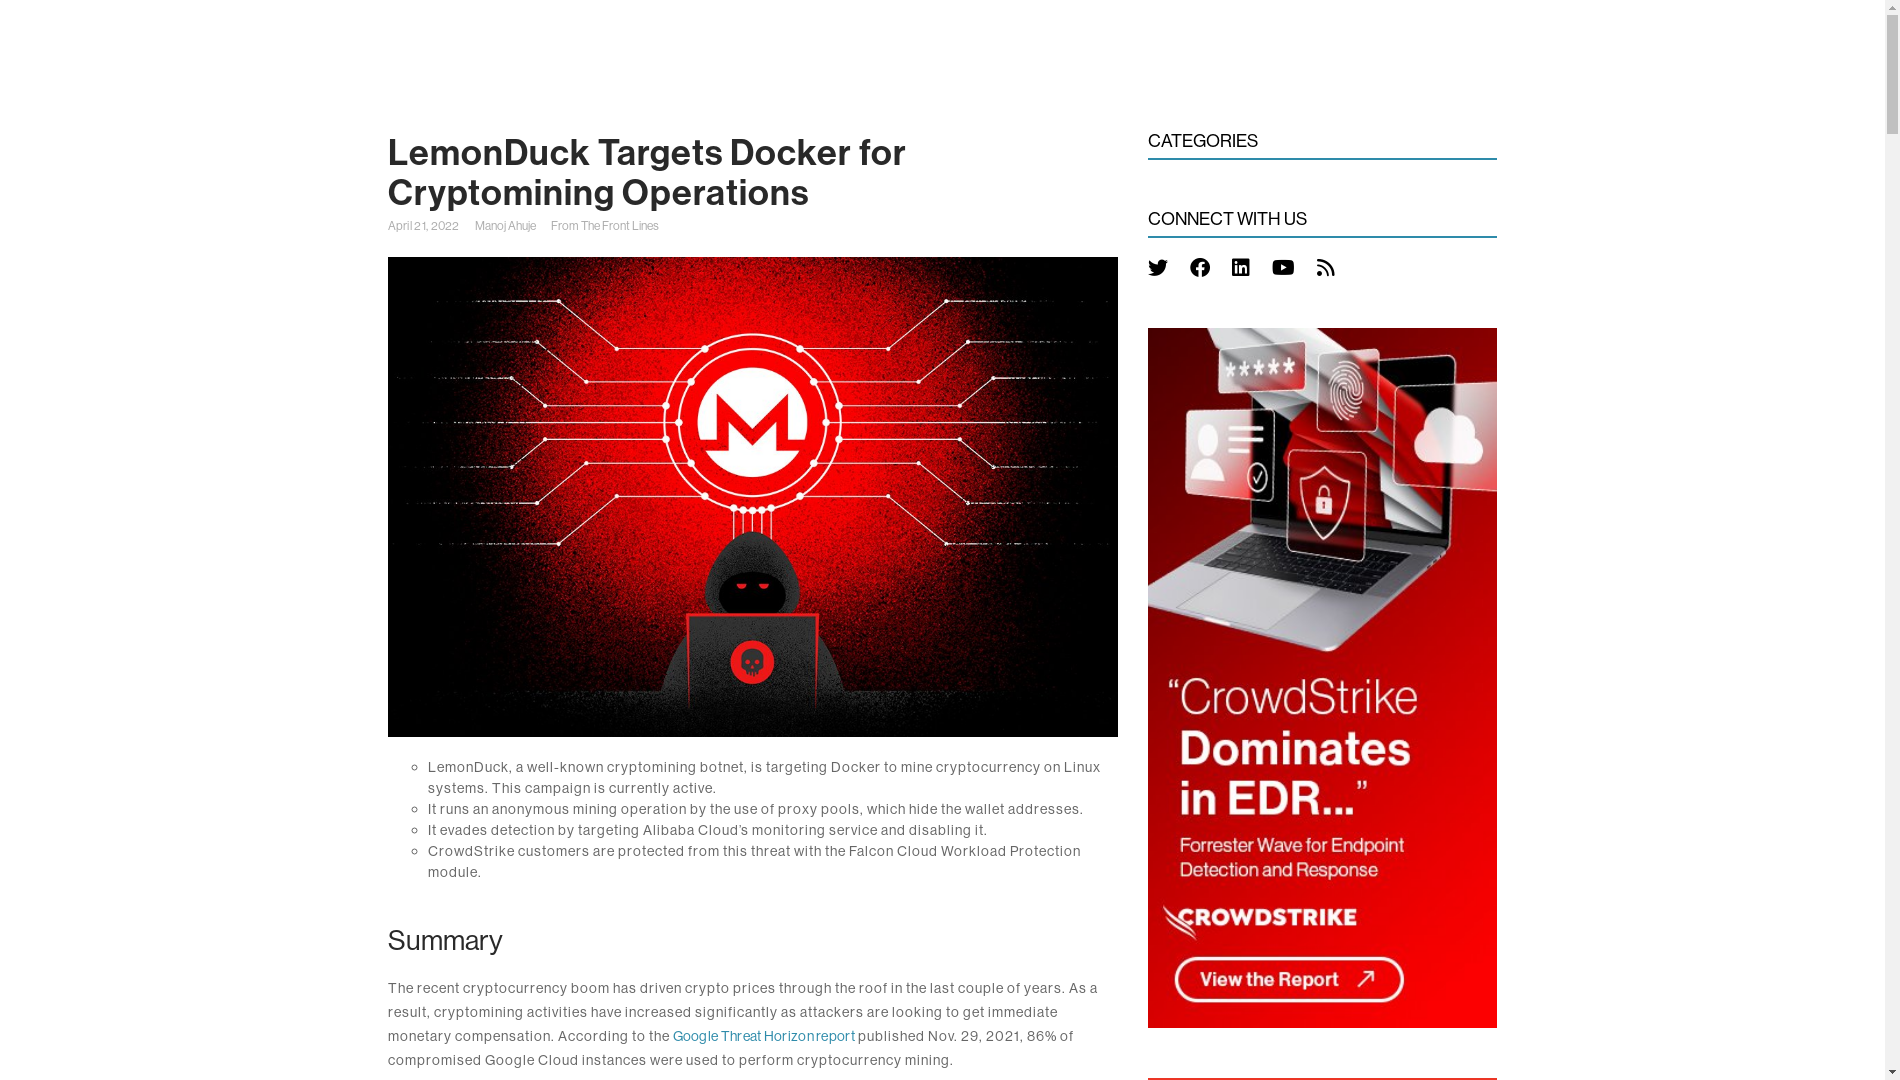 LemonDuck Targets Docker for
Cryptomining Operations
April 21, 2022 Manoj Ahuje From The Front Lines
LemonDuck, a well-known cryptomining botnet, is targeting Docker to mine cryptocurrency on Linux
systems. This campaign is currently active.
It runs an anonymous mining operation by the use of proxy pools, which hide the wallet addresses.
It evades detection by targeting Alibaba Cloud’s monitoring service and disabling it.
CrowdStrike customers are protected from this threat with the Falcon Cloud Workload Protection
module.
Summary
The recent cryptocurrency boom has driven crypto prices through the roof in the last couple of years. As a
result, cryptomining activities have increased significantly as attackers are looking to get immediate
monetary compensation. According to the Google Threat Horizon report published Nov. 29, 2021, 86% of
compromised Google Cloud instances were used to perform cryptocurrency mining.
CATEGORIES
CONNECT WITH US
*****
“CrowdStrike
Dominates
in EDR...”
Forrester Wave for Endpoint
Detection and Response
CROWDSTRIKE
View the Report